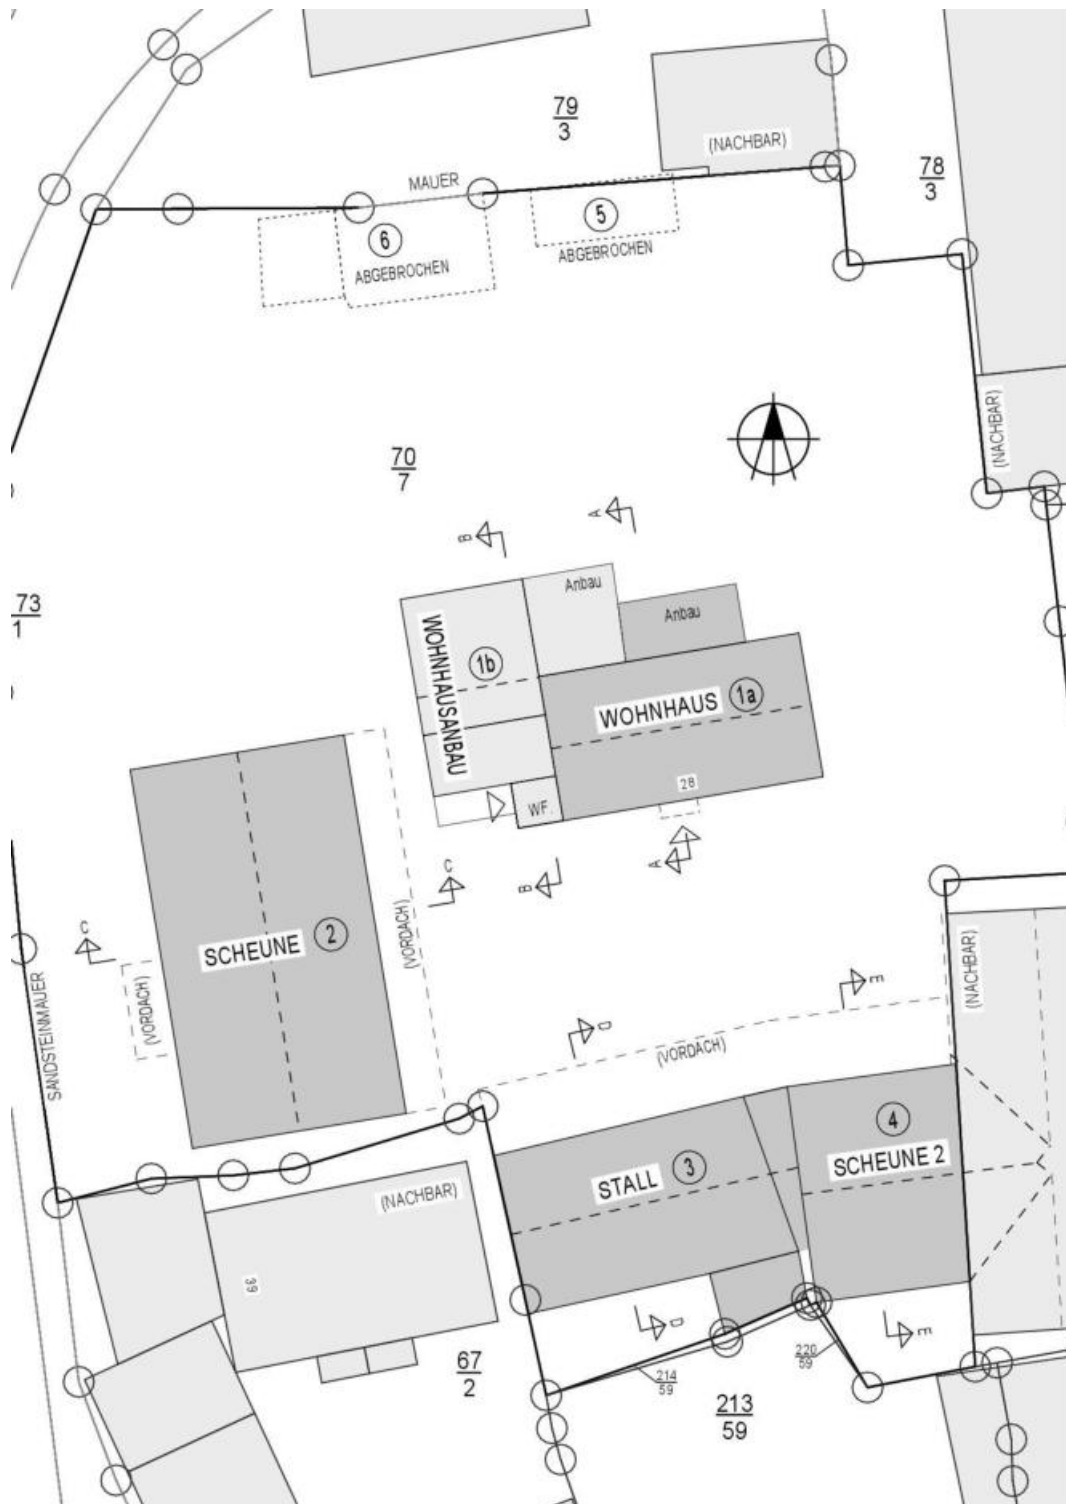 79
3
(NACHBAR)
78
3
MAUER
6
ABGEBROCHEN
5
ABGEBROCHEN
(NACHBAR)
70
7
B
A
73
1
Anbau
Anbau
WOHNHAUSANBAU
1b
WOHNHAUS
1a
28
WF.
C
B
A
C
SCHEUNE
2
(VORDACH)
(VORDACH)
(NACHBAR)
SANDSTEINMAUER
E
D
(VORDACH)
4
SCHEUNE 2
STALL
3
(NACHBAR)
39
D
E
67
2
214
59
220
59
213
59